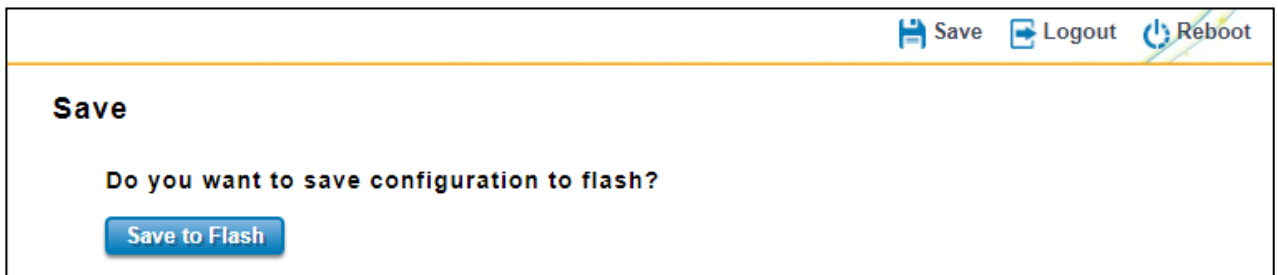 Save Logout Reboot
Save
Do you want to save configuration to flash?
Save to Flash